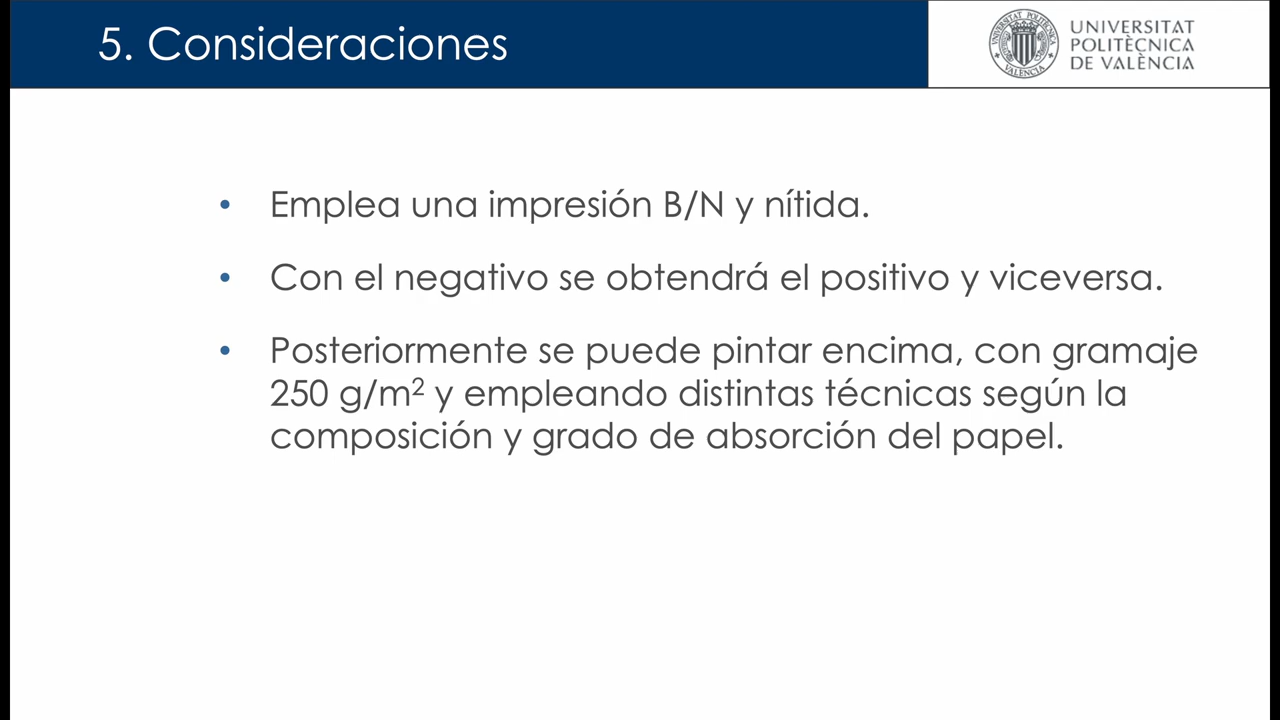 5. Consideraciones
UNIVERSITAT
POLITÈCNICA
DE VALÈNCIA
• Emplea una impresión B/N y nítida.
• Con el negativo se obtendrá el positivo y viceversa.
• Posteriormente se puede pintar encima, con gramaje
250 g/m² y empleando distintas técnicas según la
composición y grado de absorción del papel.